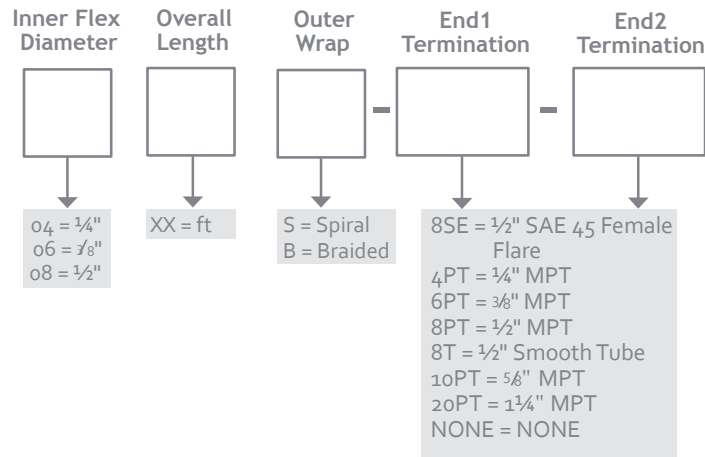 Inner Flex Diameter
Overall Length
Outer Wrap
End1 Termination
End2 Termination
-
-
04 = ¼"
06 = ⅜"
08 = ½"
XX = ft
S = Spiral
B = Braided
8SE = ½" SAE 45 Female
Flare
4PT = ¼" MPT
6PT = ⅜" MPT
8PT = ½" MPT
8T = ½" Smooth Tube
10PT = ⅝" MPT
20PT = 1¼" MPT
NONE = NONE